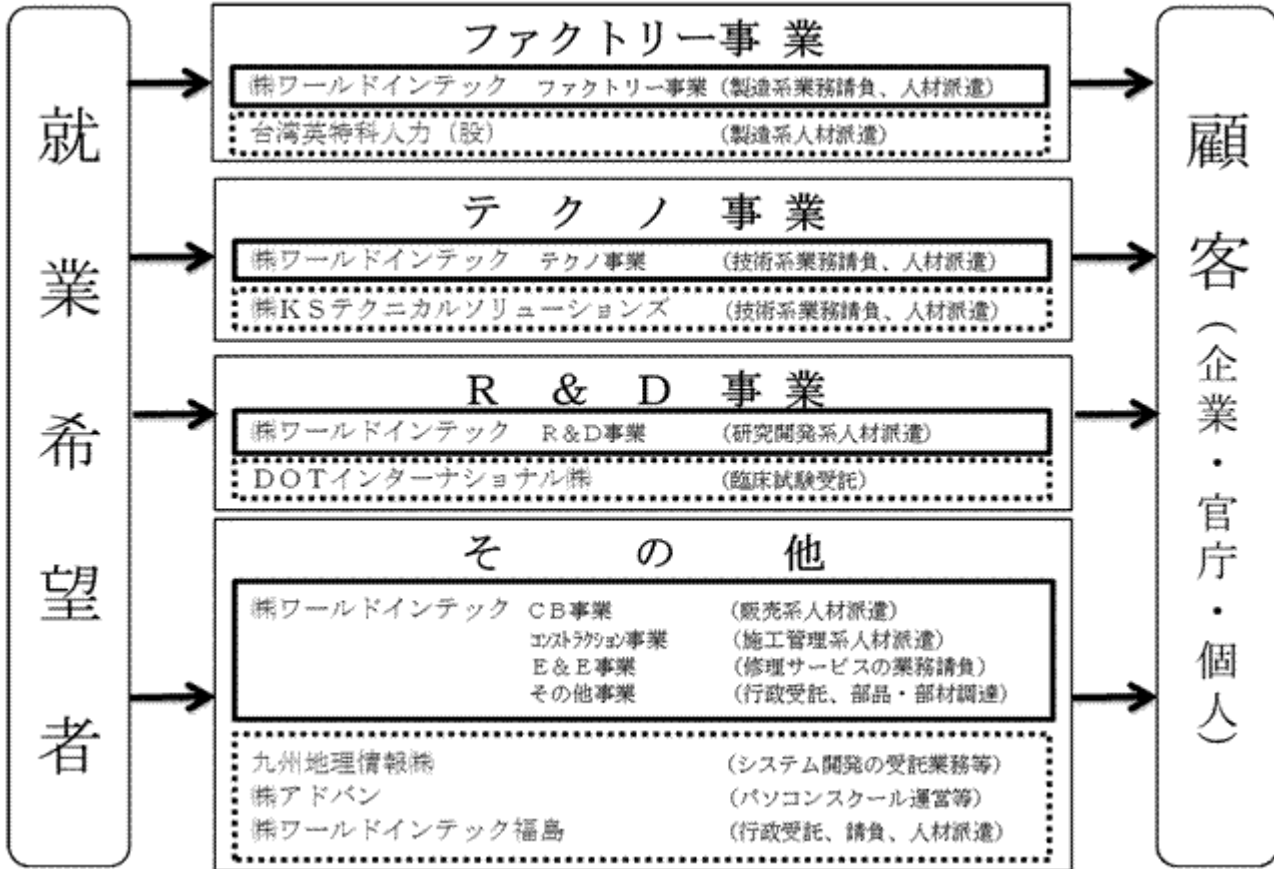 就業希望者
ファクトリー事業
㈱ワールドインテック ファクトリー事業 (製造系業務請負、人材派遣)
台湾英特科人力(股) (製造系人材派遣)
テクノ事業
㈱ワールドインテック テクノ事業 (技術系業務請負、人材派遣)
㈱KSテクニカルソリューションズ (技術系業務請負、人材派遣)
R&D事業
㈱ワールドインテック R&D事業 (研究開発系人材派遣)
DOTインターナショナル㈱ (臨床試験受託)
その他
㈱ワールドインテック CB事業 (販売系人材派遣)
コンストラクション事業 (施工管理系人材派遣)
E&E事業 (修理サービスの業務請負)
その他事業 (行政受託、部品・部材調達)
九州地理情報㈱ (システム開発の受託業務等)
㈱アドバン (パソコンスクール運営等)
㈱ワールドインテック福島 (行政受託、請負、人材派遣)
顧客(企業・官庁・個人)